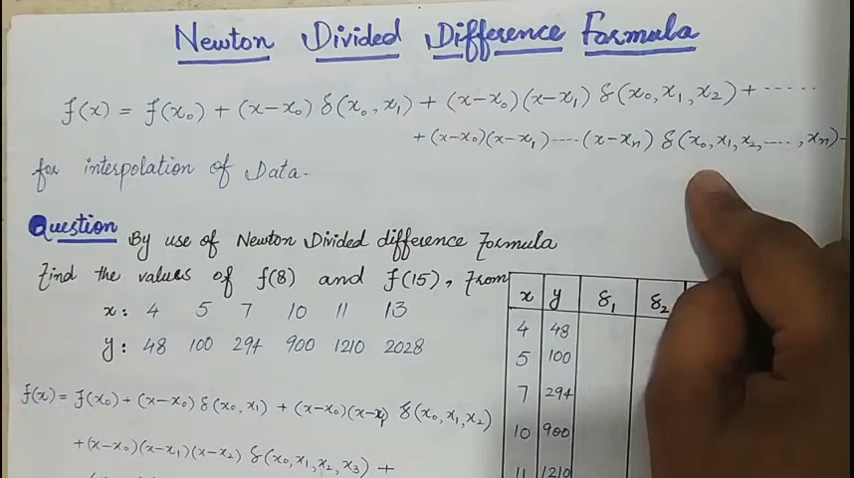 Newton Divided Difference Formula
f(x) = f(x₀) + (x-x₀) δ(x₀, x₁) + (x-x₀)(x-x₁) δ(x₀, x₁, x₂) + ......
+ (x-x₀)(x-x₁)....(x-xₙ) δ(x₀, x₁, x₂, ...., xₙ) -
for interpolation of Data-
Question By use of Newton Divided difference Formula
Find the values of f(8) and f(15), From
x: 4 5 7 10 11 13
y: 48 100 294 900 1210 2028
f(x) = f(x₀) + (x-x₀) δ(x₀, x₁) + (x-x₀)(x-x₁) δ(x₀, x₁, x₂)
+ (x-x₀)(x-x₁)(x-x₂) δ(x₀, x₁, x₂, x₃) +
x y δ₁ δ₂
4 48
5 100
7 294
10 900
11 1210